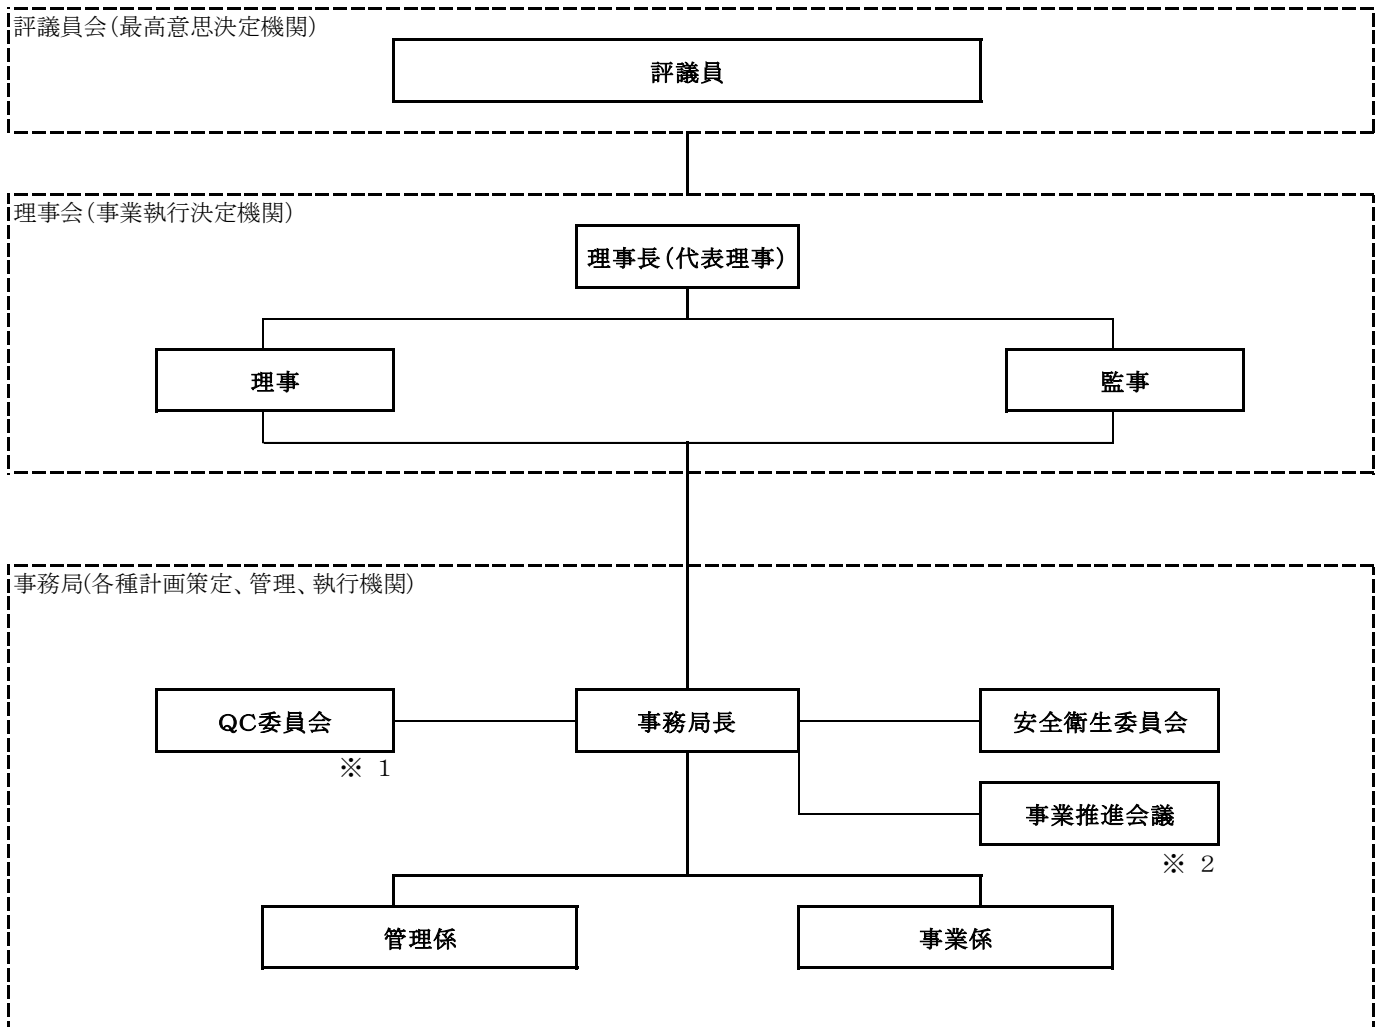 評議員会(最高意思決定機関)
評議員
理事会(事業執行決定機関)
理事長(代表理事)
理事
監事
事務局(各種計画策定、管理、執行機関)
QC委員会
事務局長
安全衛生委員会
※ 1
事業推進会議
※ 2
管理係
事業係